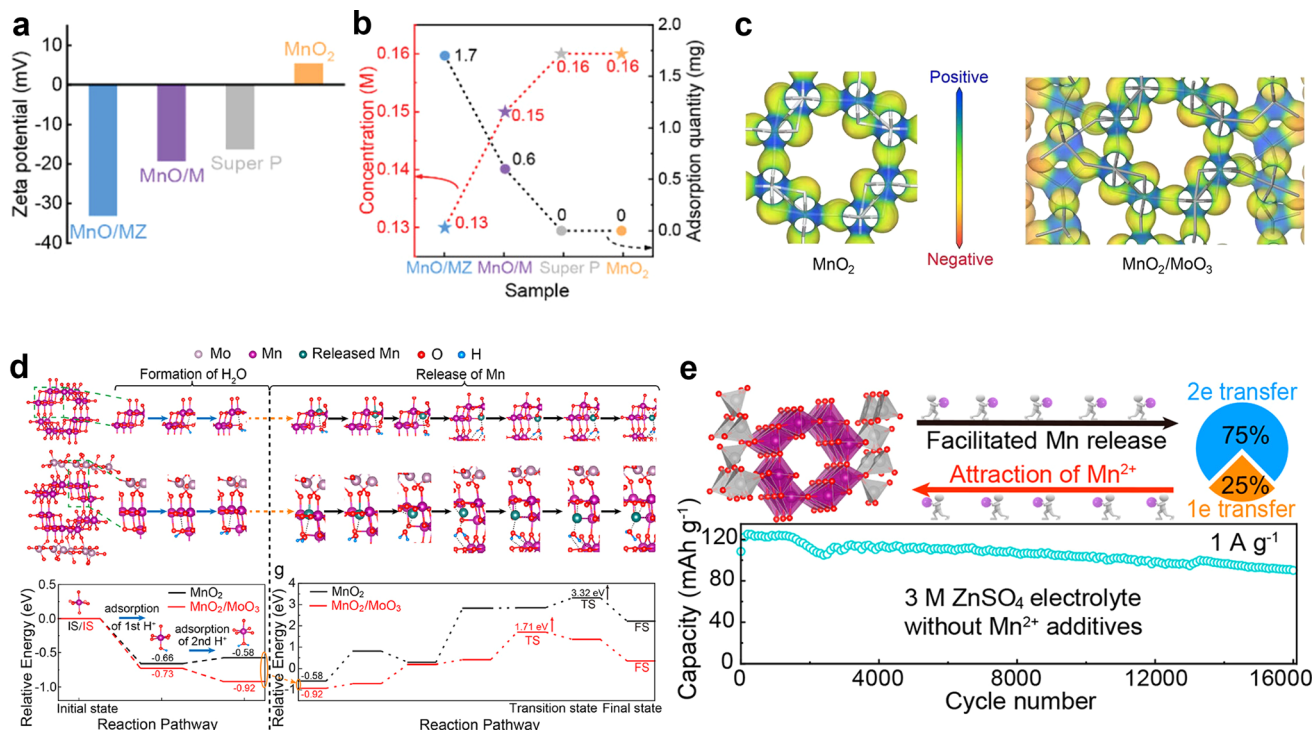 a
Zeta potential (mV)
10
0
-10
-20
-30
-40
MnO/MZ
MnO/M
Super P
MnO₂
b
Concentration (M)
0.16
0.15
0.14
0.13
1.7
0.6
0
0
0.13
0.15
0.16
0.16
2.0
1.5
1.0
0.5
0.0
Adsorption quantity (mg)
MnO/MZ
MnO/M
Super P
MnO₂
Sample
c
Positive
Negative
MnO₂
MnO₂/MoO₃
d
Mo
Mn
Released Mn
O
H
Formation of H₂O
Release of Mn
Relative Energy (eV)
0.5
0.0
-0.5
-1.0
IS/IS
adsorption
of 1st H⁺
adsorption
of 2nd H⁺
MnO₂
MnO₂/MoO₃
-0.66
-0.73
-0.58
-0.92
Initial state
Reaction Pathway
g
Relative Energy (eV)
4
3
2
1
0
-1
MnO₂
MnO₂/MoO₃
-0.58
-0.92
1.71 eV
TS
3.32 eV
TS
FS
FS
Transition state
Final state
Reaction Pathway
e
Facilitated Mn release
Attraction of Mn²⁺
2e transfer
75%
25%
1e transfer
Capacity (mAh g⁻¹)
120
80
40
0
1 A g⁻¹
3 M ZnSO₄ electrolyte
without Mn²⁺ additives
0
4000
8000
12000
16000
Cycle number